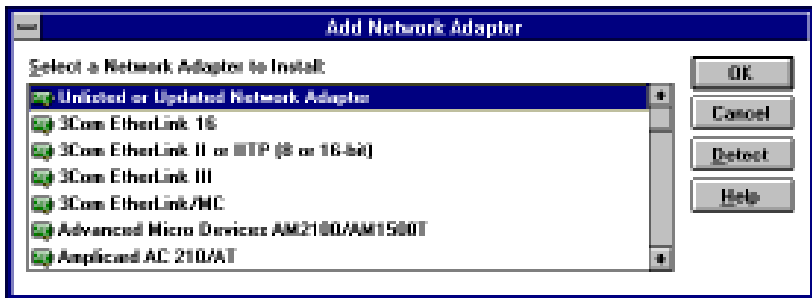 Add Network Adapter
Select a Network Adapter to Install:
Unlisted or Updated Network Adapter
3Com EtherLink 16
3Com EtherLink II or IITP (8 or 16-bit)
3Com EtherLink III
3Com EtherLink/MC
Advanced Micro Devices AM2100/AM1500T
Amplicard AC 210/AT
OK
Cancel
Detect
Help